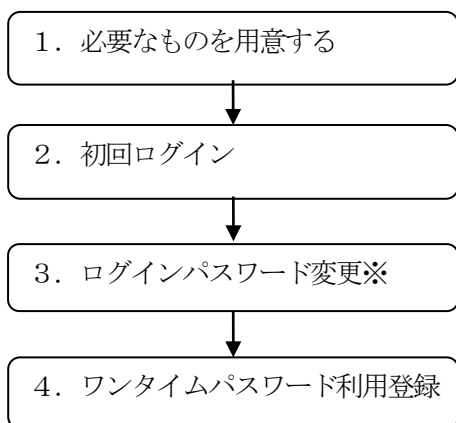 １．必要なものを用意する
２．初回ログイン
３．ログインパスワード変更※
４．ワンタイムパスワード利用登録